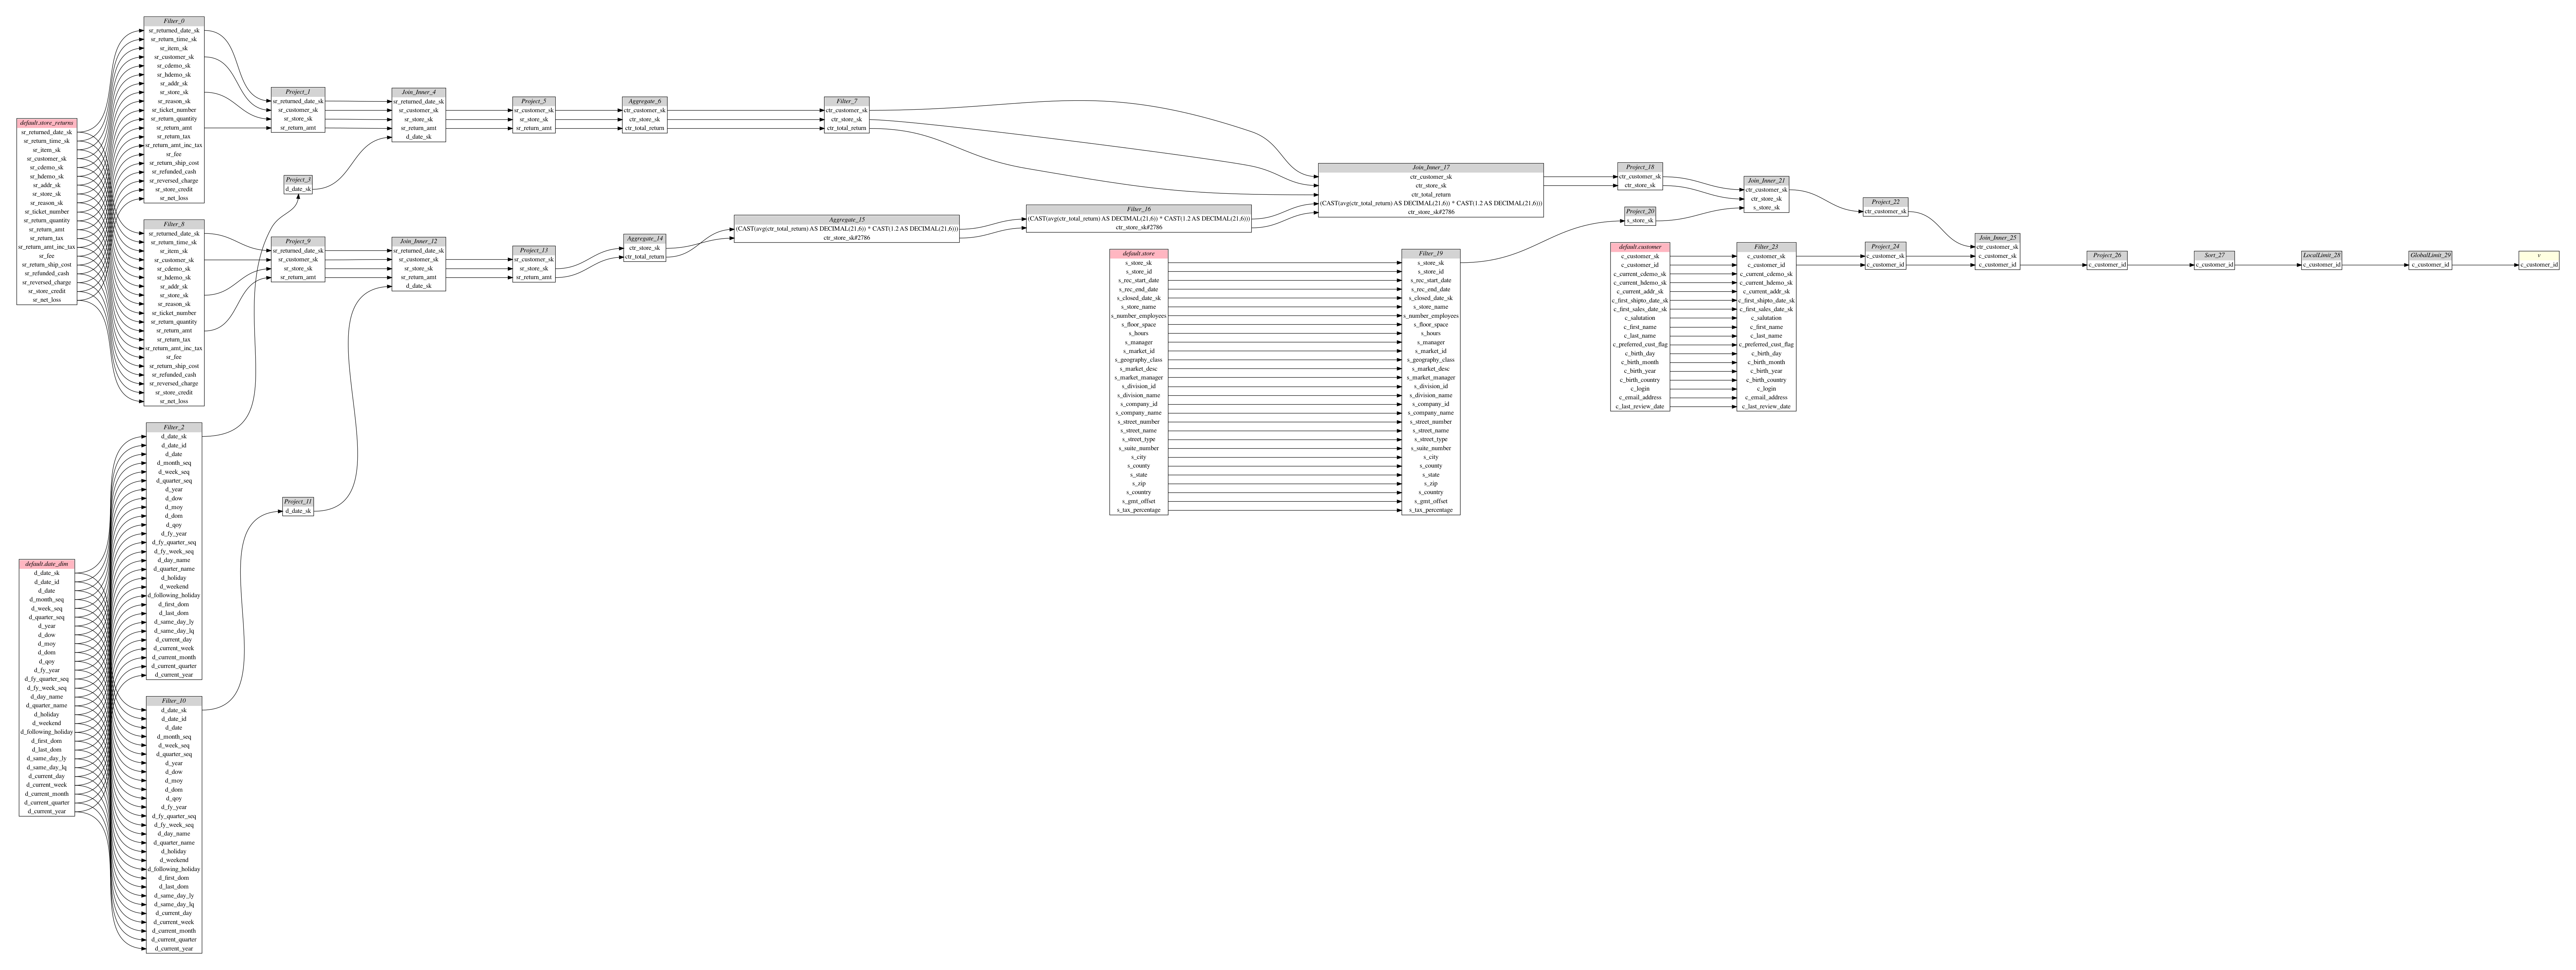 default.store_returns
sr_returned_date_sk
sr_return_time_sk
sr_item_sk
sr_customer_sk
sr_cdemo_sk
sr_hdemo_sk
sr_addr_sk
sr_store_sk
sr_reason_sk
sr_ticket_number
sr_return_quantity
sr_return_amt
sr_return_tax
sr_return_amt_inc_tax
sr_fee
sr_return_ship_cost
sr_refunded_cash
sr_reversed_charge
sr_store_credit
sr_net_loss
default.date_dim
d_date_sk
d_date_id
d_date
d_month_seq
d_week_seq
d_quarter_seq
d_year
d_dow
d_moy
d_dom
d_qoy
d_fy_year
d_fy_quarter_seq
d_fy_week_seq
d_day_name
d_quarter_name
d_holiday
d_weekend
d_following_holiday
d_first_dom
d_last_dom
d_same_day_ly
d_same_day_lq
d_current_day
d_current_week
d_current_month
d_current_quarter
d_current_year
Filter_0
sr_returned_date_sk
sr_return_time_sk
sr_item_sk
sr_customer_sk
sr_cdemo_sk
sr_hdemo_sk
sr_addr_sk
sr_store_sk
sr_reason_sk
sr_ticket_number
sr_return_quantity
sr_return_amt
sr_return_tax
sr_return_amt_inc_tax
sr_fee
sr_return_ship_cost
sr_refunded_cash
sr_reversed_charge
sr_store_credit
sr_net_loss
Filter_8
sr_returned_date_sk
sr_return_time_sk
sr_item_sk
sr_customer_sk
sr_cdemo_sk
sr_hdemo_sk
sr_addr_sk
sr_store_sk
sr_reason_sk
sr_ticket_number
sr_return_quantity
sr_return_amt
sr_return_tax
sr_return_amt_inc_tax
sr_fee
sr_return_ship_cost
sr_refunded_cash
sr_reversed_charge
sr_store_credit
sr_net_loss
Filter_2
d_date_sk
d_date_id
d_date
d_month_seq
d_week_seq
d_quarter_seq
d_year
d_dow
d_moy
d_dom
d_qoy
d_fy_year
d_fy_quarter_seq
d_fy_week_seq
d_day_name
d_quarter_name
d_holiday
d_weekend
d_following_holiday
d_first_dom
d_last_dom
d_same_day_ly
d_same_day_lq
d_current_day
d_current_week
d_current_month
d_current_quarter
d_current_year
Filter_10
d_date_sk
d_date_id
d_date
d_month_seq
d_week_seq
d_quarter_seq
d_year
d_dow
d_moy
d_dom
d_qoy
d_fy_year
d_fy_quarter_seq
d_fy_week_seq
d_day_name
d_quarter_name
d_holiday
d_weekend
d_following_holiday
d_first_dom
d_last_dom
d_same_day_ly
d_same_day_lq
d_current_day
d_current_week
d_current_month
d_current_quarter
d_current_year
Project_1
sr_returned_date_sk
sr_customer_sk
sr_store_sk
sr_return_amt
Project_3
d_date_sk
Project_9
sr_returned_date_sk
sr_customer_sk
sr_store_sk
sr_return_amt
Project_11
d_date_sk
Join_Inner_4
sr_returned_date_sk
sr_customer_sk
sr_store_sk
sr_return_amt
d_date_sk
Join_Inner_12
sr_returned_date_sk
sr_customer_sk
sr_store_sk
sr_return_amt
d_date_sk
Project_5
sr_customer_sk
sr_store_sk
sr_return_amt
Project_13
sr_customer_sk
sr_store_sk
sr_return_amt
Aggregate_6
ctr_customer_sk
ctr_store_sk
ctr_total_return
Aggregate_14
ctr_store_sk
ctr_total_return
Filter_7
ctr_customer_sk
ctr_store_sk
ctr_total_return
Aggregate_15
(CAST(avg(ctr_total_return) AS DECIMAL(21,6)) * CAST(1.2 AS DECIMAL(21,6)))
ctr_store_sk#2786
Filter_16
(CAST(avg(ctr_total_return) AS DECIMAL(21,6)) * CAST(1.2 AS DECIMAL(21,6)))
ctr_store_sk#2786
default.store
s_store_sk
s_store_id
s_rec_start_date
s_rec_end_date
s_closed_date_sk
s_store_name
s_number_employees
s_floor_space
s_hours
s_manager
s_market_id
s_geography_class
s_market_desc
s_market_manager
s_division_id
s_division_name
s_company_id
s_company_name
s_street_number
s_street_name
s_street_type
s_suite_number
s_city
s_county
s_state
s_zip
s_country
s_gmt_offset
s_tax_percentage
Join_Inner_17
ctr_customer_sk
ctr_store_sk
ctr_total_return
(CAST(avg(ctr_total_return) AS DECIMAL(21,6)) * CAST(1.2 AS DECIMAL(21,6)))
ctr_store_sk#2786
Filter_19
s_store_sk
s_store_id
s_rec_start_date
s_rec_end_date
s_closed_date_sk
s_store_name
s_number_employees
s_floor_space
s_hours
s_manager
s_market_id
s_geography_class
s_market_desc
s_market_manager
s_division_id
s_division_name
s_company_id
s_company_name
s_street_number
s_street_name
s_street_type
s_suite_number
s_city
s_county
s_state
s_zip
s_country
s_gmt_offset
s_tax_percentage
Project_18
ctr_customer_sk
ctr_store_sk
Project_20
s_store_sk
default.customer
c_customer_sk
c_customer_id
c_current_cdemo_sk
c_current_hdemo_sk
c_current_addr_sk
c_first_shipto_date_sk
c_first_sales_date_sk
c_salutation
c_first_name
c_last_name
c_preferred_cust_flag
c_birth_day
c_birth_month
c_birth_year
c_birth_country
c_login
c_email_address
c_last_review_date
Join_Inner_21
ctr_customer_sk
ctr_store_sk
s_store_sk
Filter_23
c_customer_sk
c_customer_id
c_current_cdemo_sk
c_current_hdemo_sk
c_current_addr_sk
c_first_shipto_date_sk
c_first_sales_date_sk
c_salutation
c_first_name
c_last_name
c_preferred_cust_flag
c_birth_day
c_birth_month
c_birth_year
c_birth_country
c_login
c_email_address
c_last_review_date
Project_22
ctr_customer_sk
Project_24
c_customer_sk
c_customer_id
Join_Inner_25
ctr_customer_sk
c_customer_sk
c_customer_id
Project_26
c_customer_id
Sort_27
c_customer_id
LocalLimit_28
c_customer_id
GlobalLimit_29
c_customer_id
v
c_customer_id